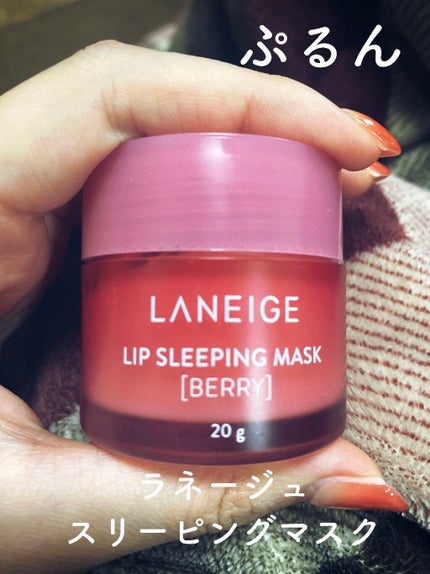 ぷるん
LANEIGE
LIP SLEEPING MASK
[BERRY]
20 g
ラネージュ
スリーピングマスク